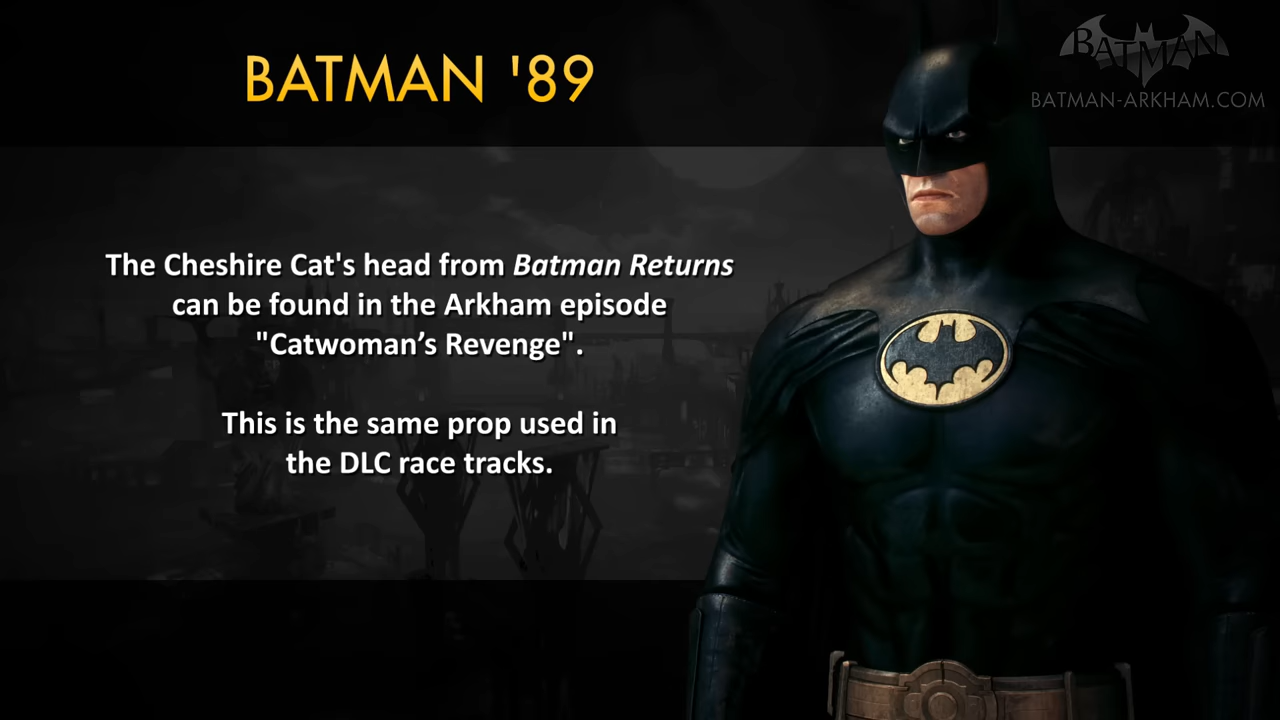 BATMAN '89
BATMAN
BATMAN-ARKHAM.COM
The Cheshire Cat's head from Batman Returns
can be found in the Arkham episode
"Catwoman’s Revenge".
This is the same prop used in
the DLC race tracks.